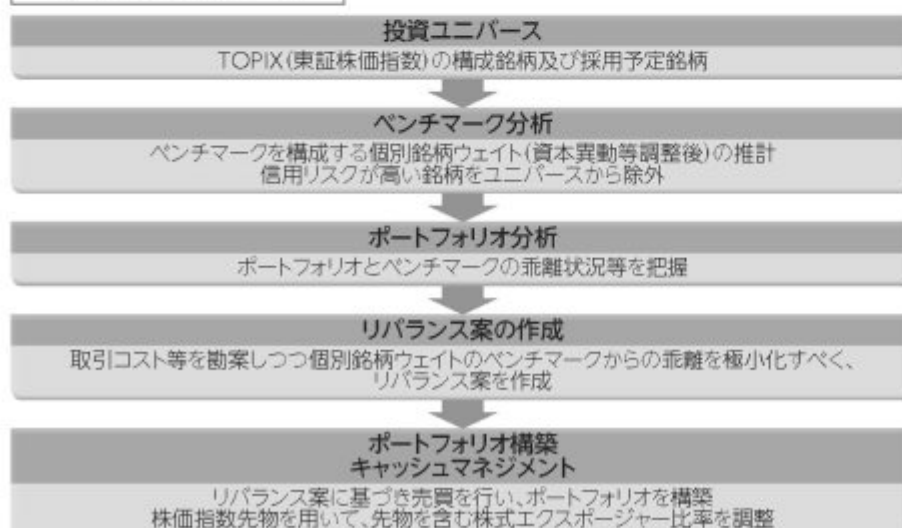 投資ユニバース
TOPIX(東証株価指数)の構成銘柄及び採用予定銘柄
ベンチマーク分析
ベンチマークを構成する個別銘柄ウェイト(資本異動等調整後)の推計
信用リスクが高い銘柄をユニバースから除外
ポートフォリオ分析
ポートフォリオとベンチマークの乖離状況等を把握
リバランス案の作成
取引コスト等を勘案しつつ個別銘柄ウェイトのベンチマークからの乖離を極小化すべく、
リバランス案を作成
ポートフォリオ構築
キャッシュマネジメント
リバランス案に基づき売買を行い、ポートフォリオを構築
株価指数先物を用いて、先物を含む株式エクスポージャー比率を調整